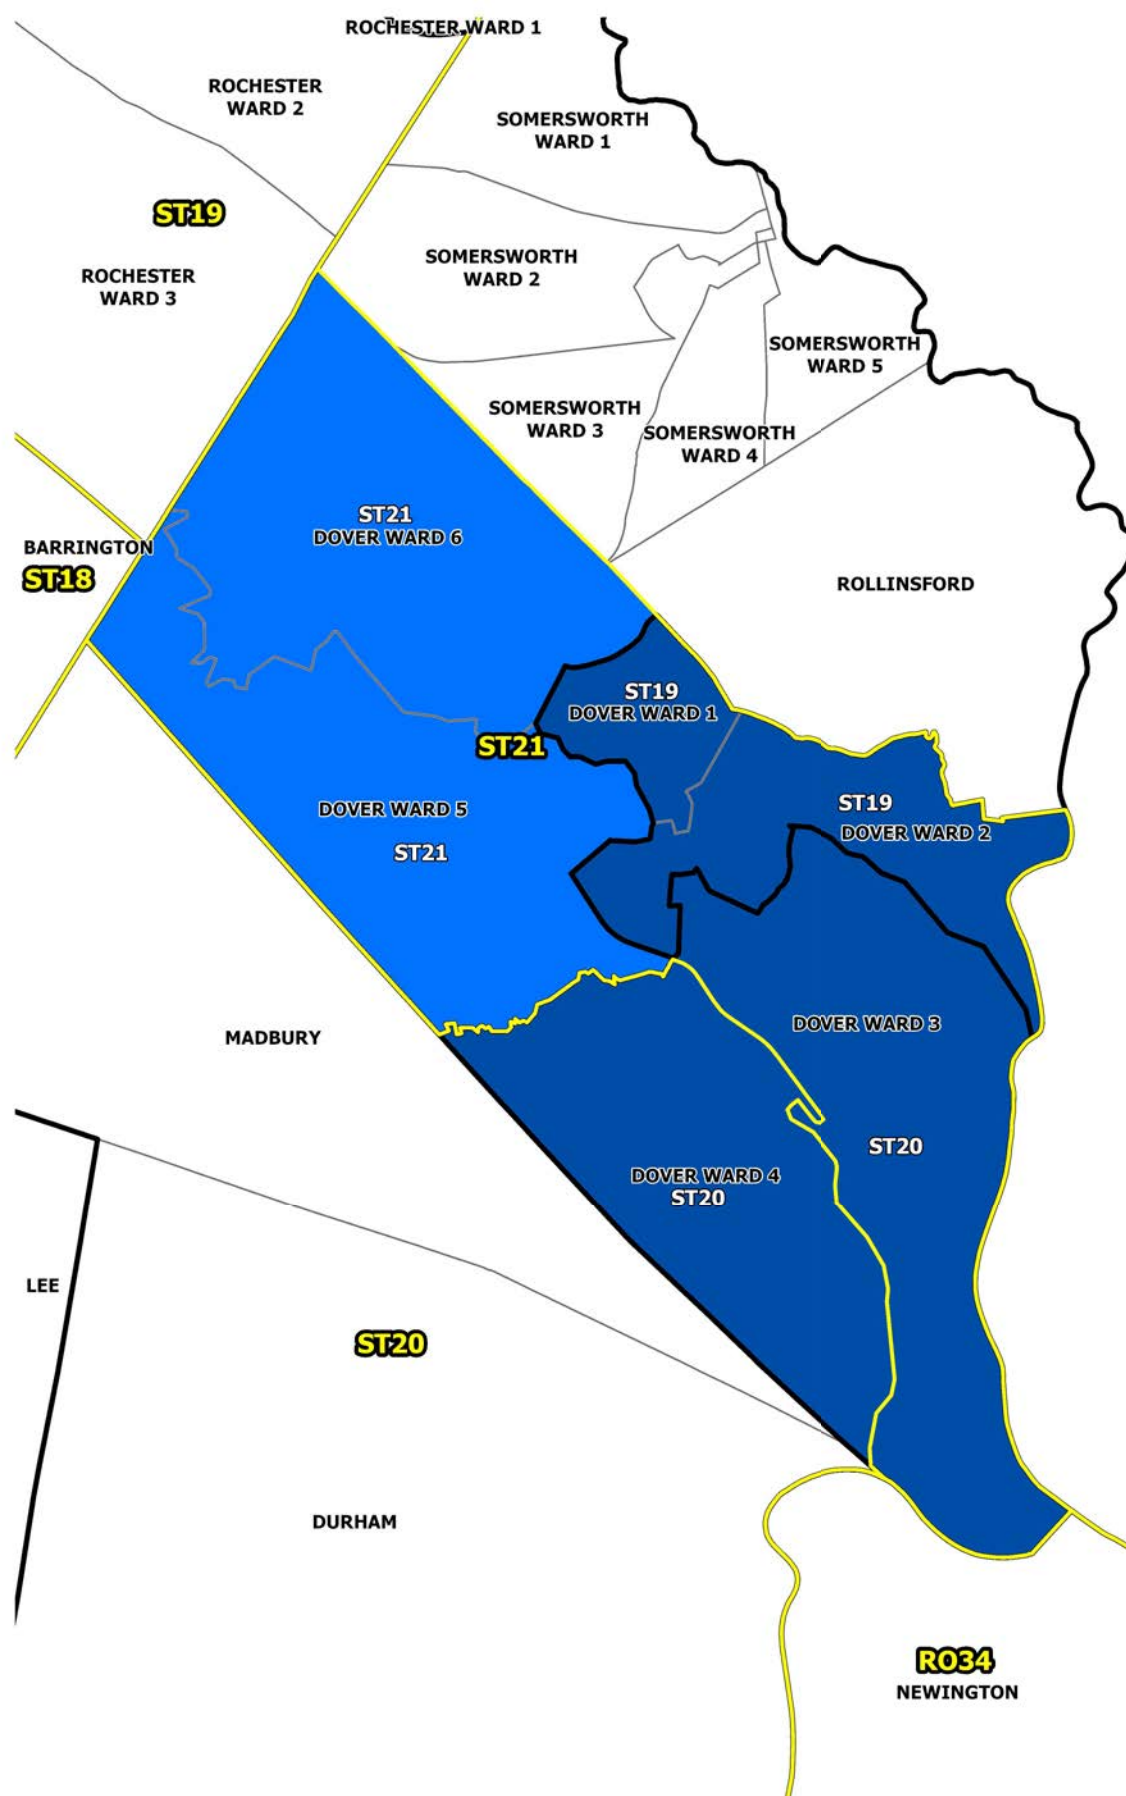 ROCHESTER WARD 1
ROCHESTER
WARD 2
SOMERSWORTH
WARD 1
ST19
SOMERSWORTH
WARD 2
ROCHESTER
WARD 3
SOMERSWORTH
WARD 5
SOMERSWORTH
WARD 3
SOMERSWORTH
WARD 4
ST21
DOVER WARD 6
BARRINGTON
ST18
ROLLINSFORD
ST19
DOVER WARD 1
ST21
ST19
DOVER WARD 2
DOVER WARD 5
ST21
DOVER WARD 3
MADBURY
ST20
DOVER WARD 4
ST20
LEE
ST20
DURHAM
RO34
NEWINGTON